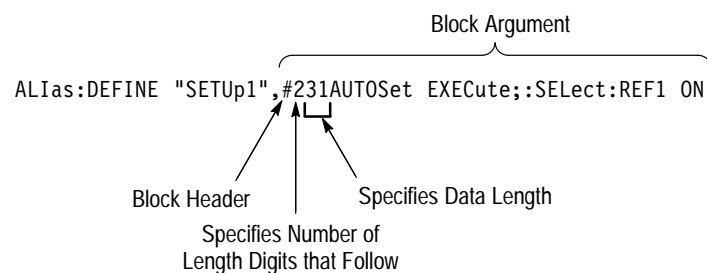 Block Argument
ALIas:DEFINE "SETUp1",#231AUTOSet EXECute;:SELect:REF1 ON
Block Header
Specifies Data Length
Specifies Number of
Length Digits that Follow